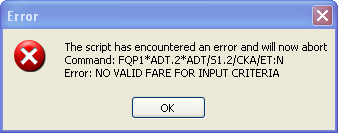 Error
The script has encountered an error and will now abort
Command: FQP1*ADT.2*ADT/S1.2/CKA/ET:N
Error: NO VALID FARE FOR INPUT CRITERIA
OK